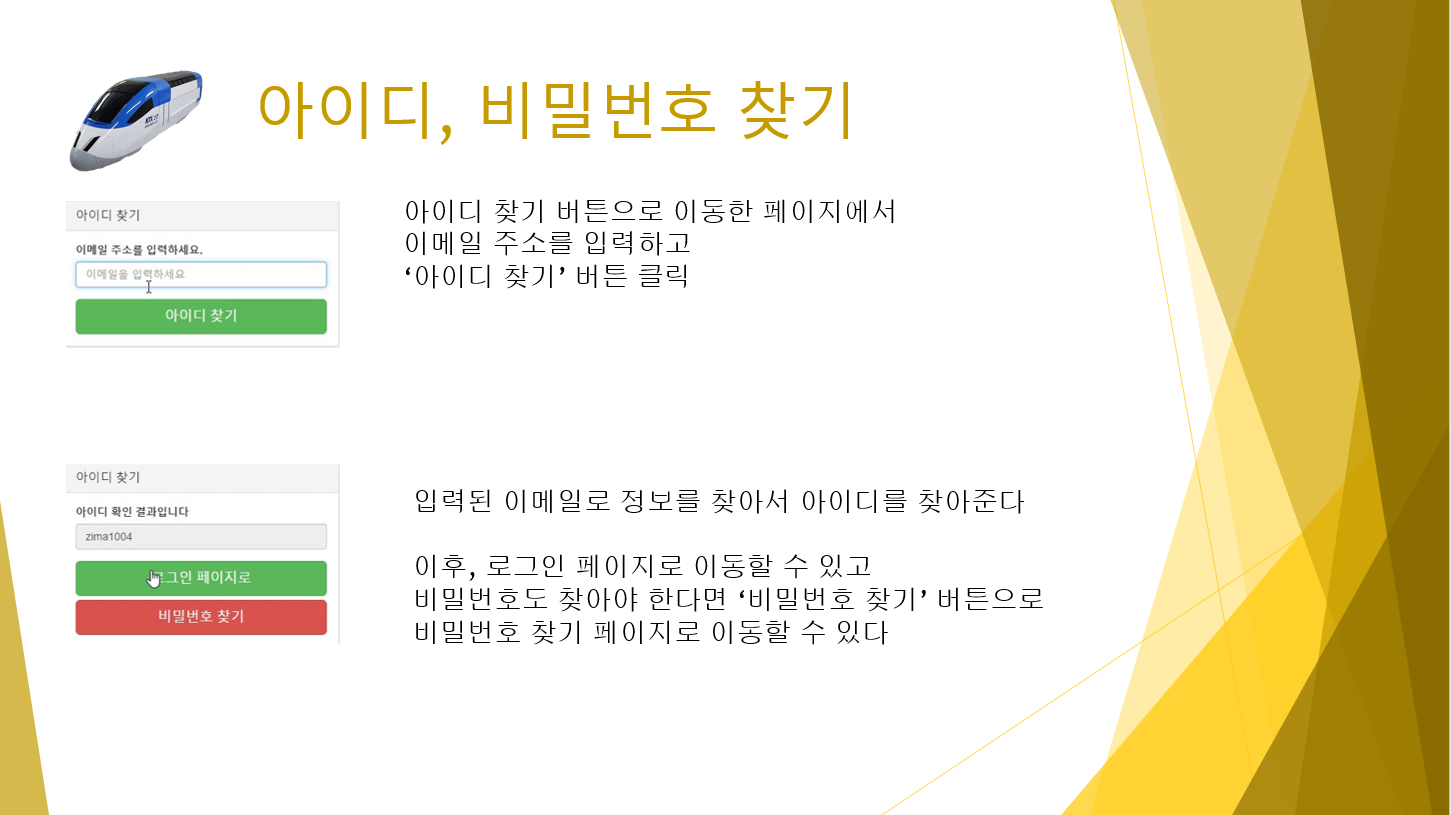 아이디, 비밀번호 찾기
아이디 찾기
이메일 주소를 입력하세요.
이메일을 입력하세요
아이디 찾기
아이디 찾기 버튼으로 이동한 페이지에서
이메일 주소를 입력하고
‘아이디 찾기’ 버튼 클릭
아이디 찾기
아이디 확인 결과입니다
zima1004
로그인 페이지로
비밀번호 찾기
입력된 이메일로 정보를 찾아서 아이디를 찾아준다
이후, 로그인 페이지로 이동할 수 있고
비밀번호도 찾아야 한다면 ‘비밀번호 찾기’ 버튼으로
비밀번호 찾기 페이지로 이동할 수 있다